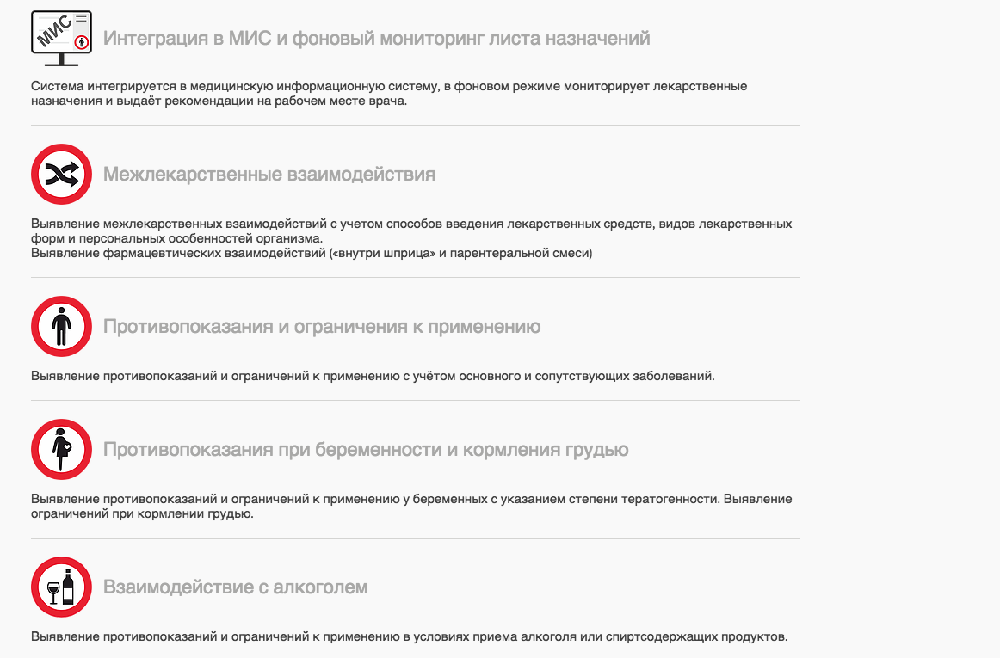 МИС
Интеграция в МИС и фоновый мониторинг листа назначений
Система интегрируется в медицинскую информационную систему, в фоновом режиме мониторирует лекарственные
назначения и выдаёт рекомендации на рабочем месте врача.
Межлекарственные взаимодействия
Выявление межлекарственных взаимодействий с учетом способов введения лекарственных средств, видов лекарственных
форм и персональных особенностей организма.
Выявление фармацевтических взаимодействий («внутри шприца» и парентеральной смеси)
Противопоказания и ограничения к применению
Выявление противопоказаний и ограничений к применению с учётом основного и сопутствующих заболеваний.
Противопоказания при беременности и кормления грудью
Выявление противопоказаний и ограничений к применению у беременных с указанием степени тератогенности. Выявление
ограничений при кормлении грудью.
Взаимодействие с алкоголем
Выявление противопоказаний и ограничений к применению в условиях приема алкоголя или спиртсодержащих продуктов.